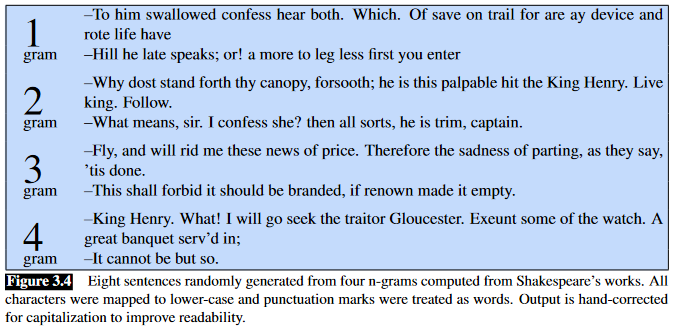 1
gram
–To him swallowed confess hear both. Which. Of save on trail for are ay device and
rote life have
–Hill he late speaks; or! a more to leg less first you enter
2
gram
–Why dost stand forth thy canopy, forsooth; he is this palpable hit the King Henry. Live
king. Follow.
–What means, sir. I confess she? then all sorts, he is trim, captain.
3
gram
–Fly, and will rid me these news of price. Therefore the sadness of parting, as they say,
’tis done.
–This shall forbid it should be branded, if renown made it empty.
4
gram
–King Henry. What! I will go seek the traitor Gloucester. Exeunt some of the watch. A
great banquet serv’d in;
–It cannot be but so.
Figure 3.4 Eight sentences randomly generated from four n-grams computed from Shakespeare’s works. All
characters were mapped to lower-case and punctuation marks were treated as words. Output is hand-corrected
for capitalization to improve readability.